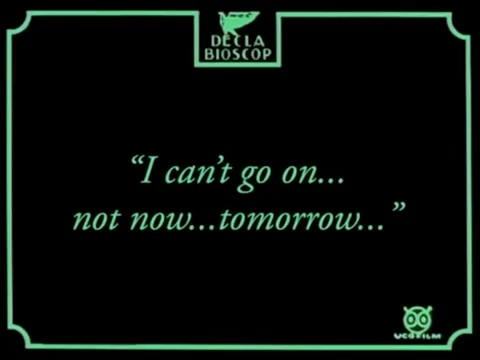 DECLA
BIOSCOP
“I can’t go on...
not now...tomorrow...”
UCOFILM